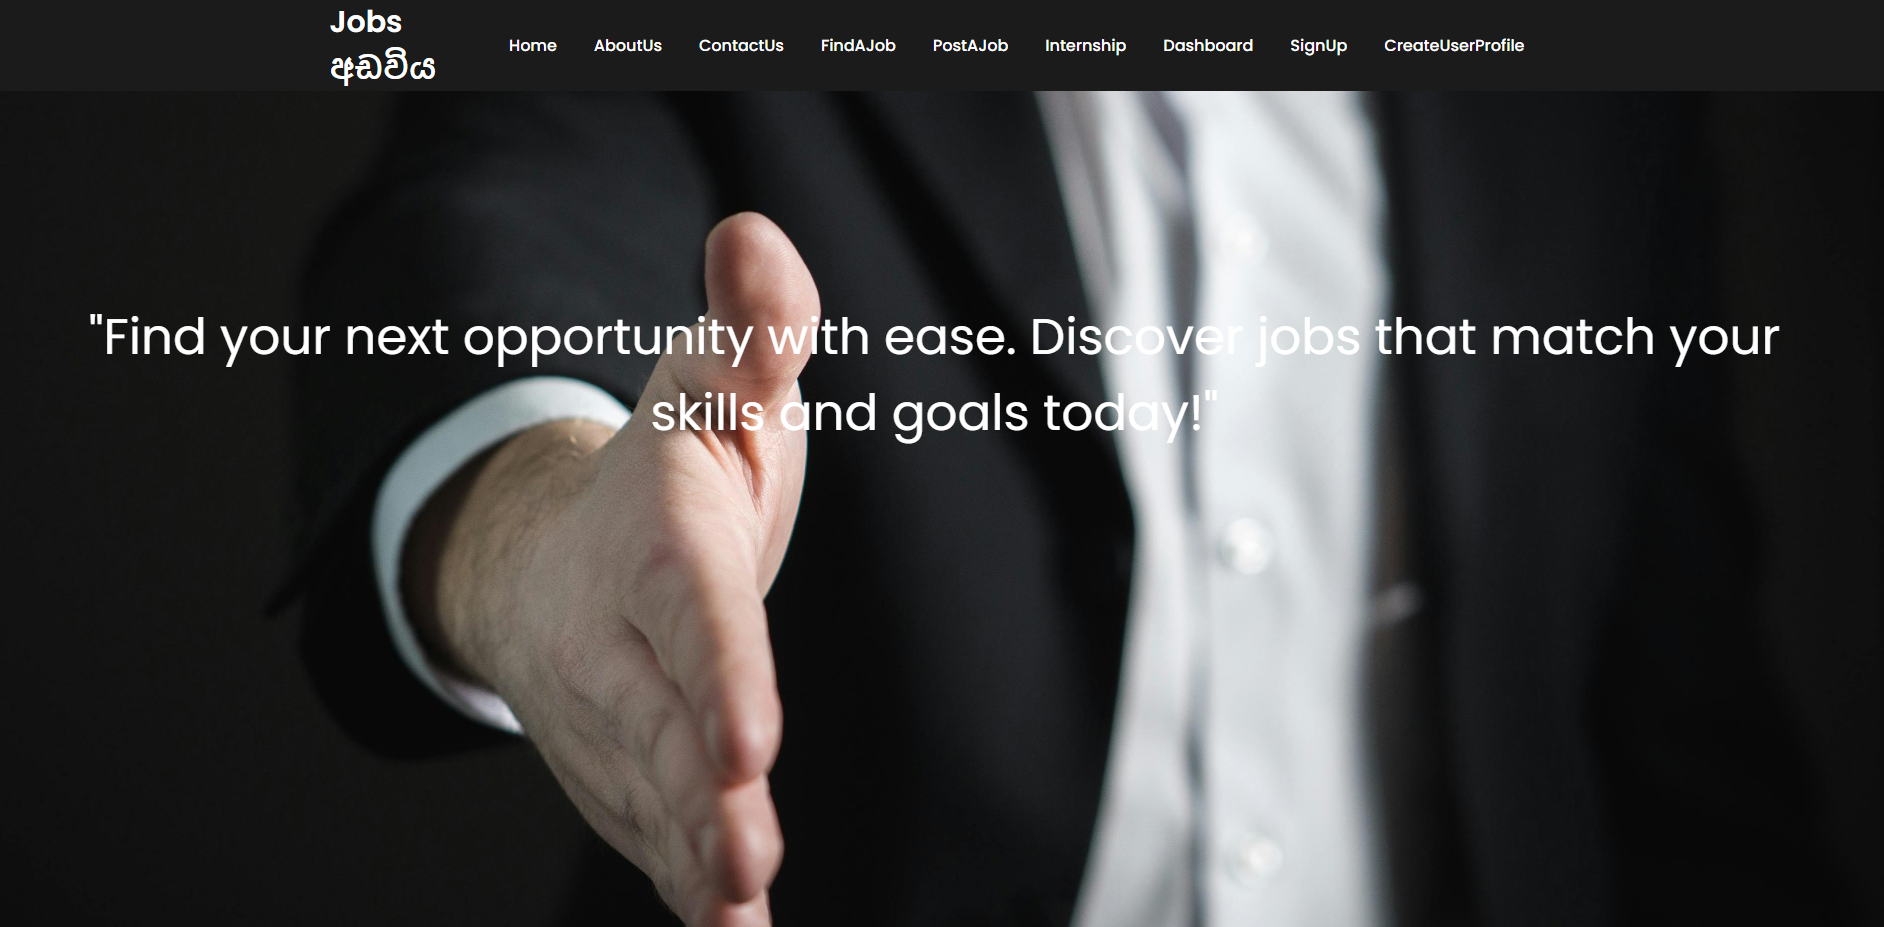 Jobs
අඩවිය
Home AboutUs ContactUs FindAJob PostAJob Internship Dashboard SignUp CreateUserProfile
"Find your next opportunity with ease. Discover jobs that match your
skills and goals today!"